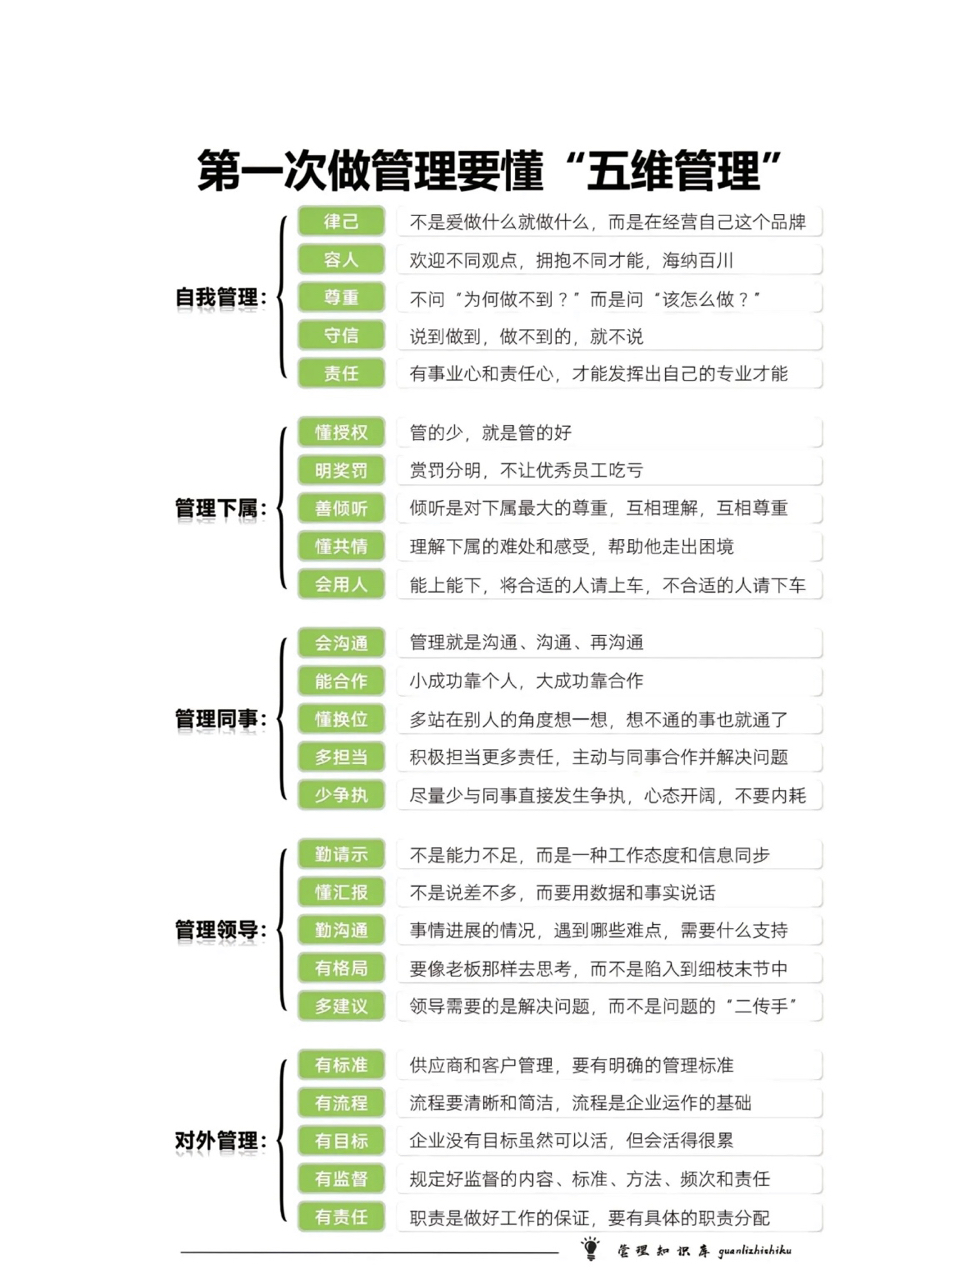 第一次做管理要懂“五维管理”
自我管理：
律己 不是爱做什么就做什么，而是在经营自己这个品牌
容人 欢迎不同观点，拥抱不同才能，海纳百川
尊重 不问“为何做不到？”而是问“该怎么做？”
守信 说到做到，做不到的，就不说
责任 有事业心和责任心，才能发挥出自己的专业才能
管理下属：
懂授权 管的少，就是管的好
明奖罚 赏罚分明，不让优秀员工吃亏
善倾听 倾听是对下属最大的尊重，互相理解，互相尊重
懂共情 理解下属的难处和感受，帮助他走出困境
会用人 能上能下，将合适的人请上车，不合适的人请下车
管理同事：
会沟通 管理就是沟通、沟通、再沟通
能合作 小成功靠个人，大成功靠合作
懂换位 多站在别人的角度想一想，想不通的事也就通了
多担当 积极担当更多责任，主动与同事合作并解决问题
少争执 尽量少与同事直接发生争执，心态开阔，不要内耗
管理领导：
勤请示 不是能力不足，而是一种工作态度和信息同步
懂汇报 不是说差不多，而要用数据和事实说话
勤沟通 事情进展的情况，遇到哪些难点，需要什么支持
有格局 要像老板那样去思考，而不是陷入到细枝末节中
多建议 领导需要的是解决问题，而不是问题的“二传手”
对外管理：
有标准 供应商和客户管理，要有明确的管理标准
有流程 流程要清晰和简洁，流程是企业运作的基础
有目标 企业没有目标虽然可以活，但会活得很累
有监督 规定好监督的内容、标准、方法、频次和责任
有责任 职责是做好工作的保证，要有具体的职责分配
管理知识库 guanlizhishiku